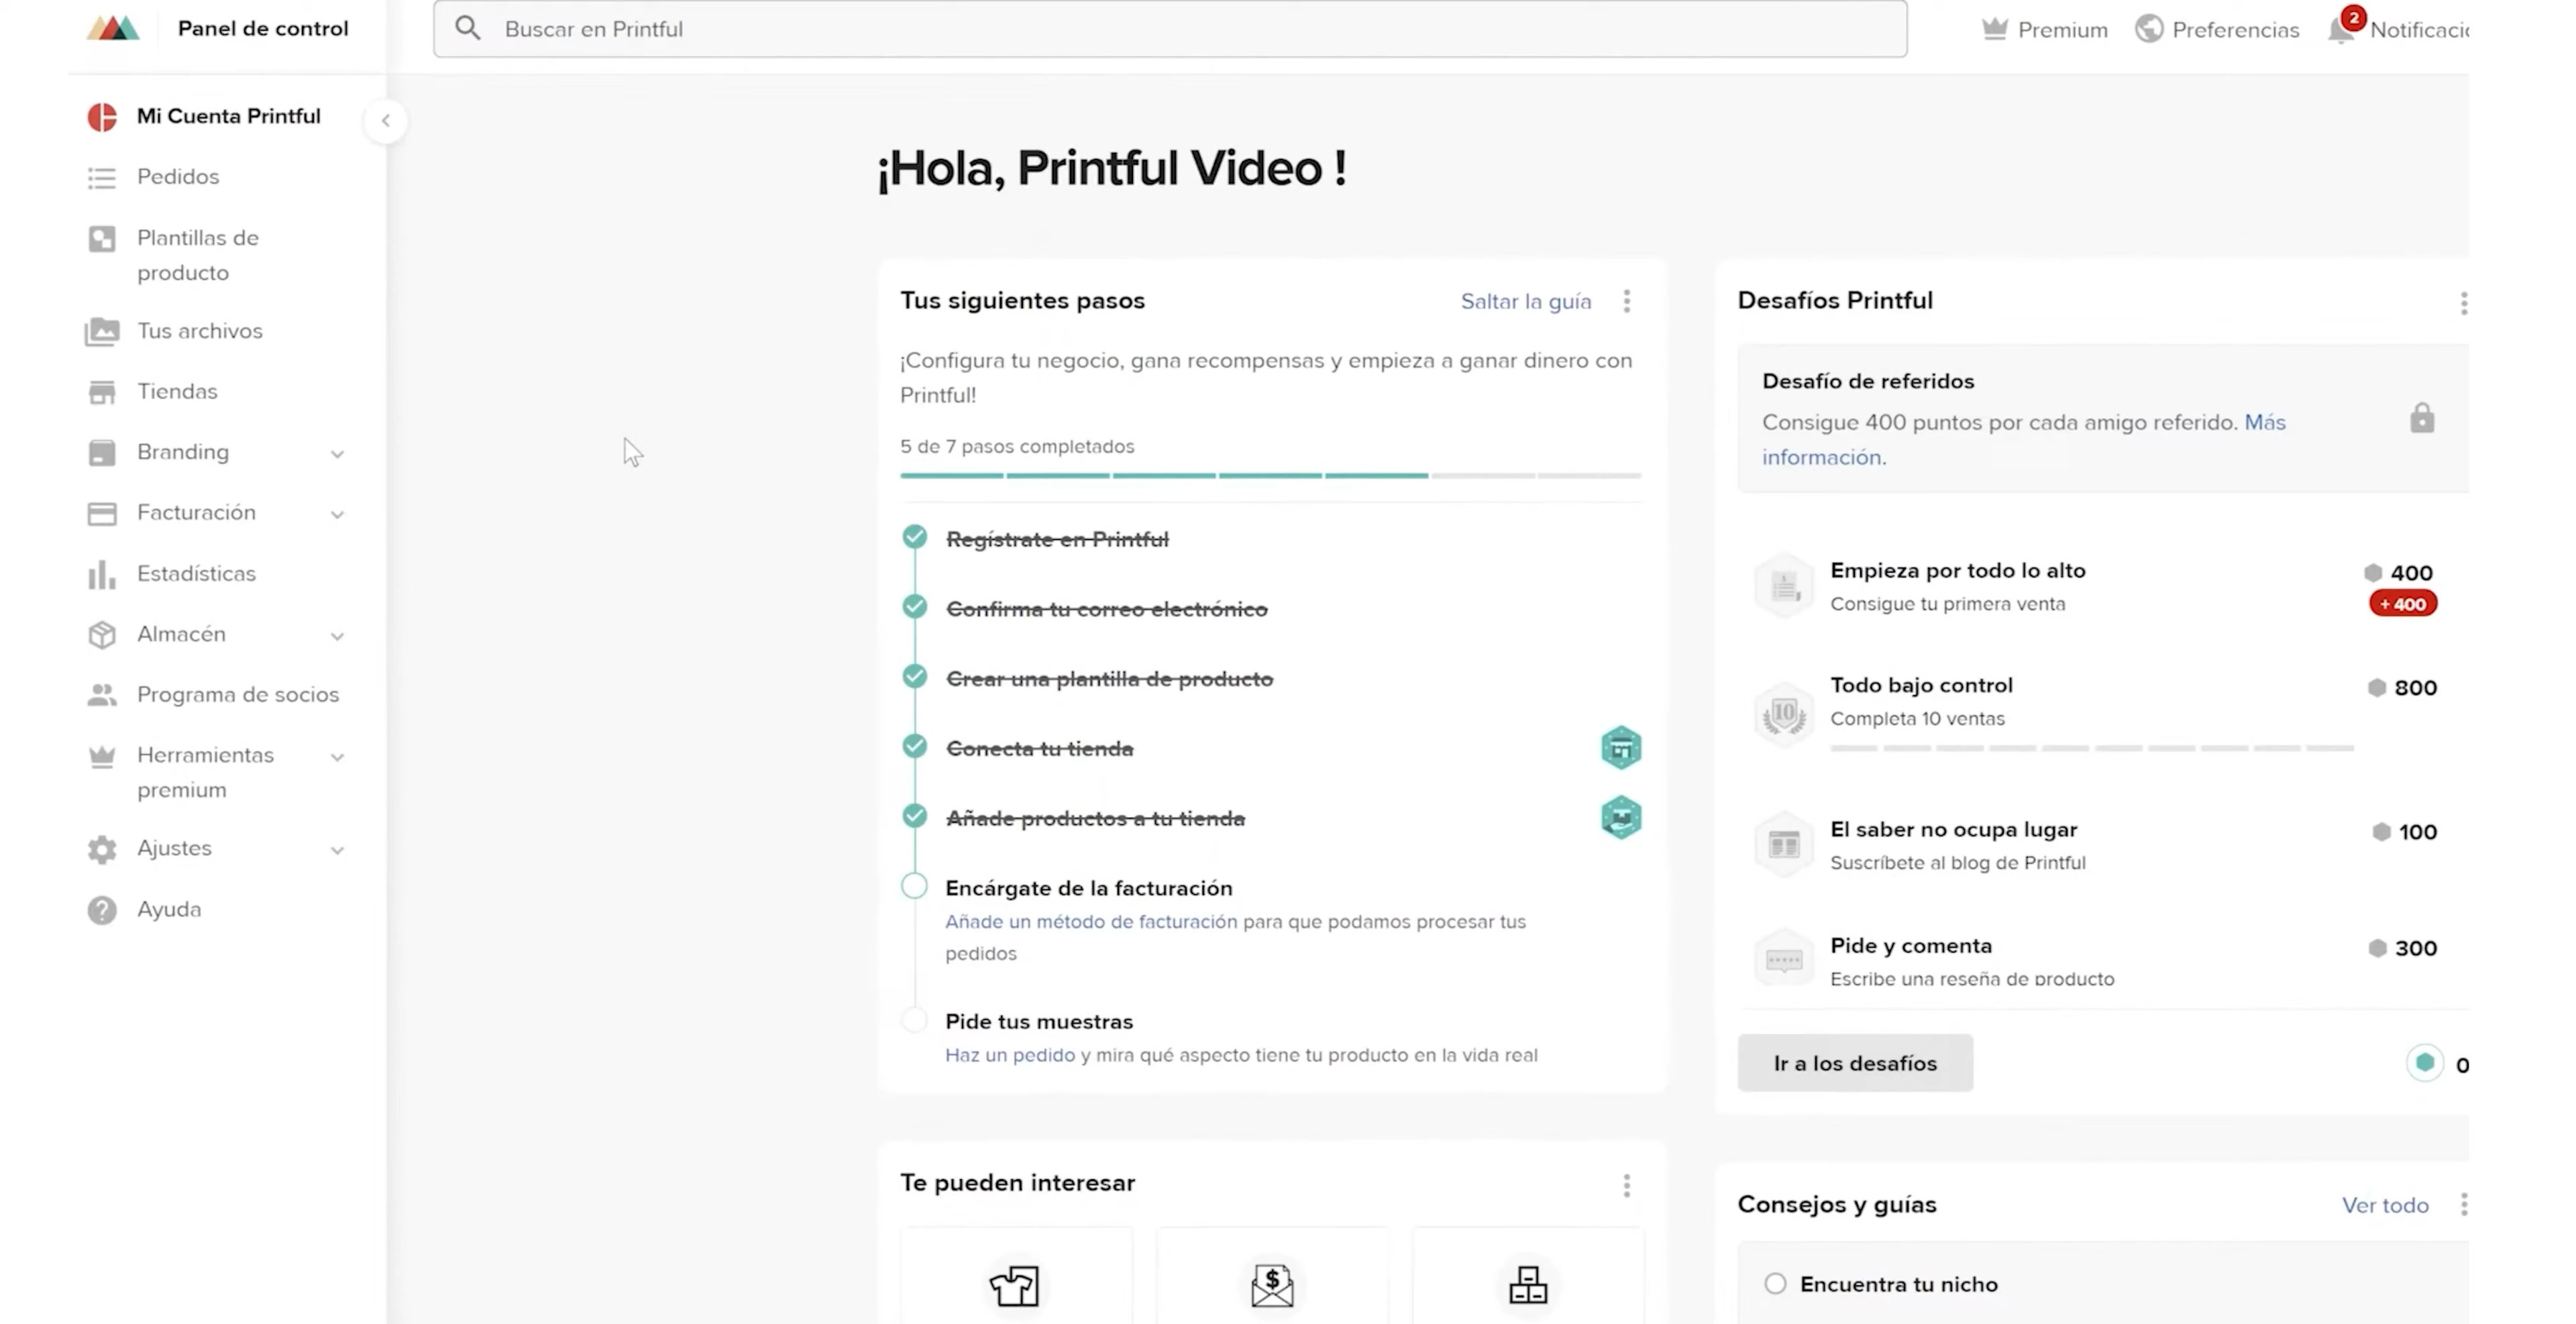 Panel de control
Buscar en Printful
Premium
Preferencias
2
Mi Cuenta Printful
Pedidos
Plantillas de
producto
Tus archivos
Tiendas
Branding
Facturación
Estadísticas
Almacén
Programa de socios
Herramientas
premium
Ajustes
Ayuda
¡Hola, Printful Video !
Tus siguientes pasos
Saltar la guía
¡Configura tu negocio, gana recompensas y empieza a ganar dinero con
Printful!
5 de 7 pasos completados
Regístrate en Printful
Confirma tu correo electrónico
Crear una plantilla de producto
Conecta tu tienda
Añade productos a tu tienda
Encárgate de la facturación
Añade un método de facturación para que podamos procesar tus
pedidos
Pide tus muestras
Haz un pedido y mira qué aspecto tiene tu producto en la vida real
Te pueden interesar
$
Desafíos Printful
Desafío de referidos
Consigue 400 puntos por cada amigo referido. Más
información.
Empieza por todo lo alto
400
Consigue tu primera venta
+ 400
10
Todo bajo control
800
Completa 10 ventas
El saber no ocupa lugar
100
Suscríbete al blog de Printful
Pide y comenta
300
Escribe una reseña de producto
Ir a los desafíos
0
Consejos y guías
Ver todo
Encuentra tu nicho